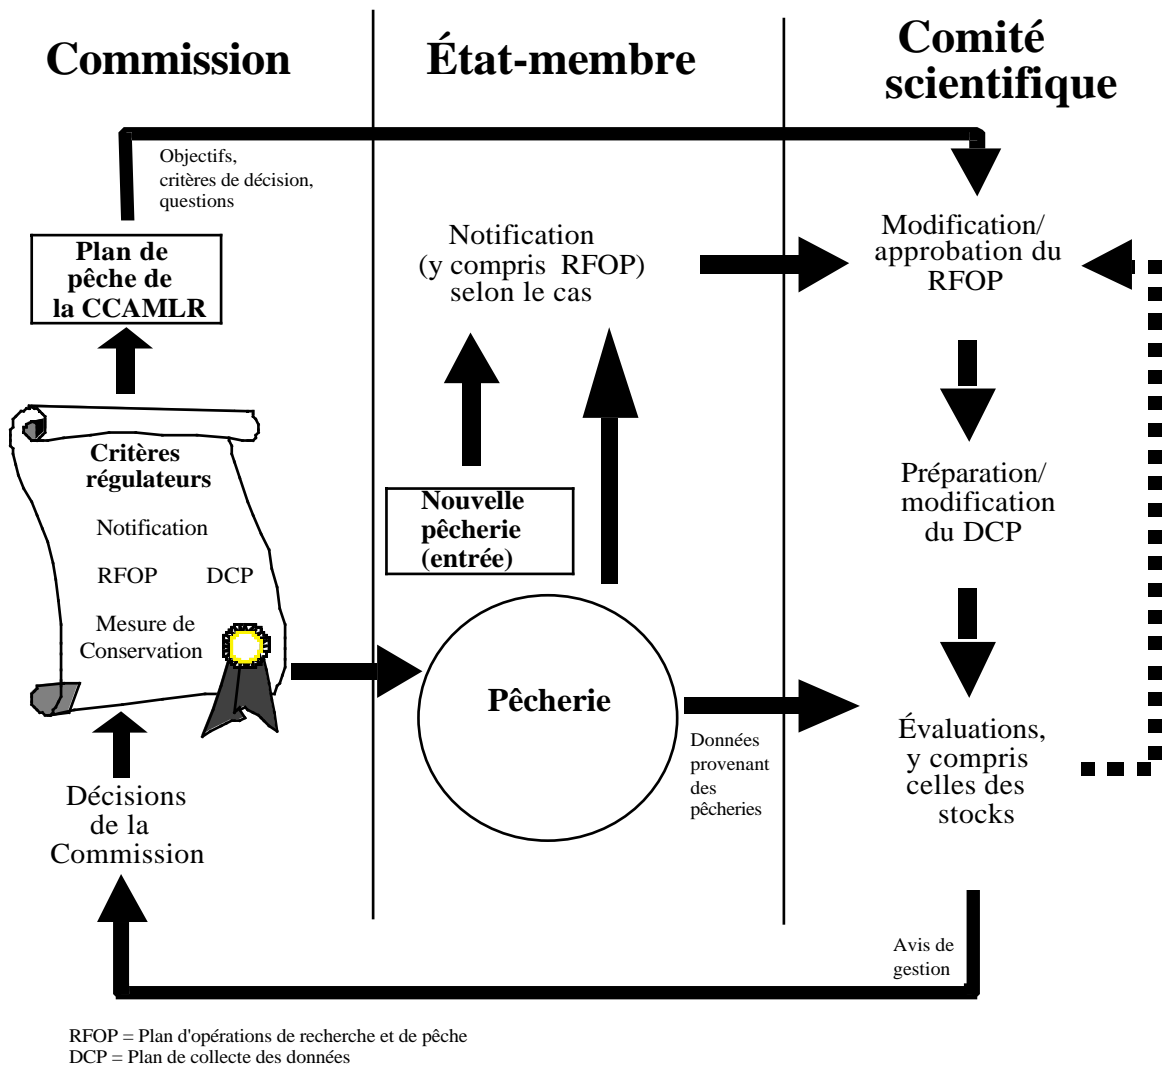 Commission
État-membre
Comité
scientifique
Objectifs,
critères de décision,
questions
Plan de
pêche de
la CCAMLR
Notification
(y compris RFOP)
selon le cas
Modification/
approbation du
RFOP
Critères
régulateurs
Notification
RFOP DCP
Mesure de
Conservation
Nouvelle
pêcherie
(entrée)
Préparation/
modification
du DCP
Pêcherie
Données
provenant
des
pêcheries
Évaluations,
y compris
celles des
stocks
Décisions
de la
Commission
Avis de
gestion
RFOP = Plan d'opérations de recherche et de pêche
DCP = Plan de collecte des données